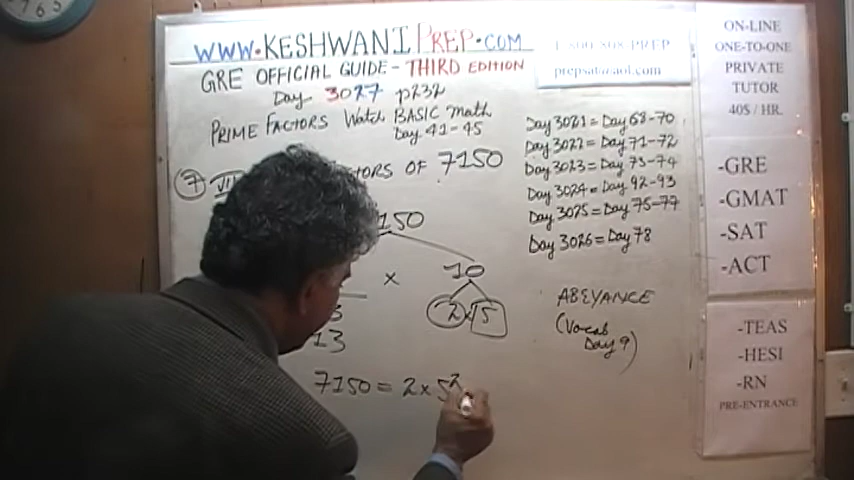 WWW.KESHWANIPREP.COM
GRE OFFICIAL GUIDE - THIRD EDITION
Day 3027 p232
PRIME FACTORS Watch BASIC Math
Day 41-45
7 VII OF 7150
150
x 10
2 x 5
13
7150 = 2 x 5²
prepsat@aol.com
Day 3021 = Day 68-70
Day 3022 = Day 71-72
Day 3023 = Day 73-74
Day 3024 = Day 92-93
Day 3025 = Day 75-77
Day 3026 = Day 78
ABEYANCE
(Vocab
Day 9)
ON-LINE
ONE-TO-ONE
PRIVATE
TUTOR
40$ / HR.
-GRE
-GMAT
-SAT
-ACT
-TEAS
-HESI
-RN
PRE-ENTRANCE